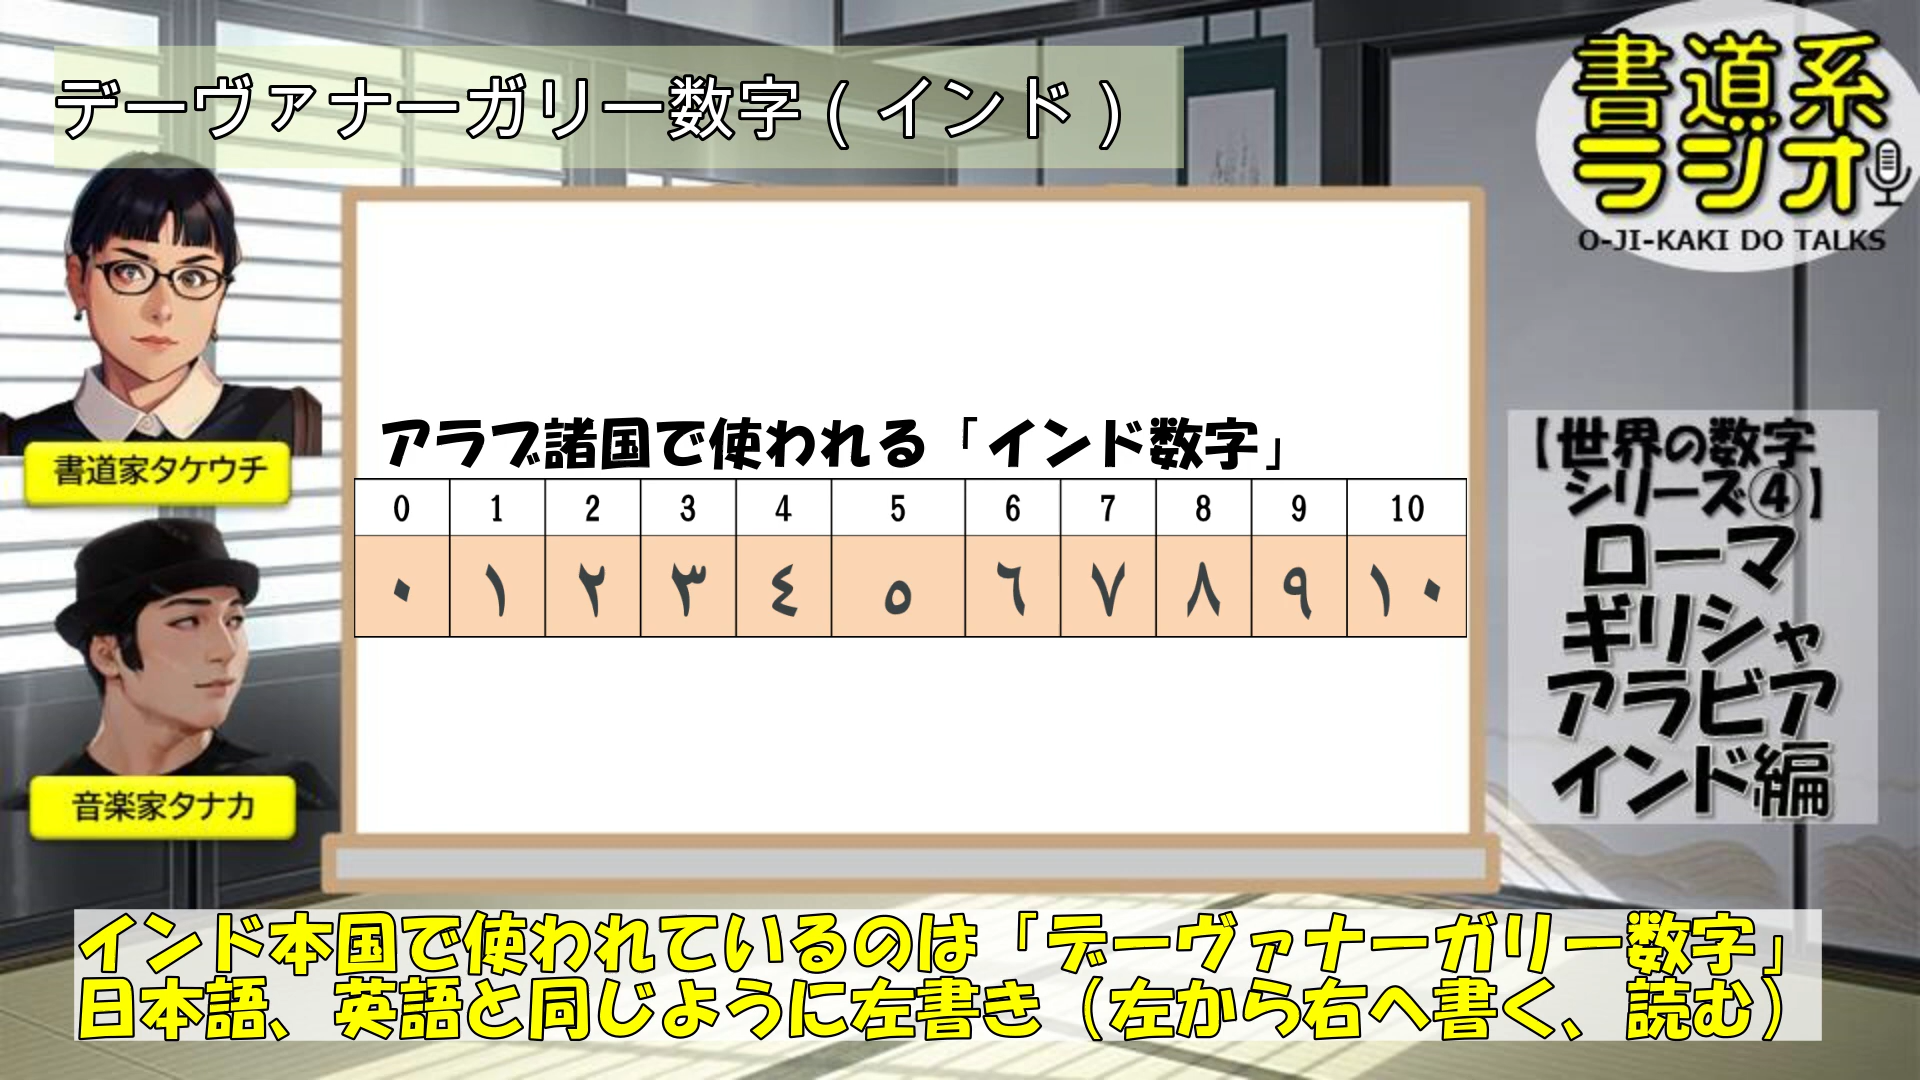 デーヴァナーガリー数字（インド）
書道系
ラジオ
O-JI-KAKI DO TALKS
書道家タケウチ
音楽家タナカ
アラブ諸国で使われる「インド数字」
0 1 2 3 4 5 6 7 8 9 10
٠ ١ ٢ ٣ ٤ ٥ ٦ ٧ ٨ ٩ ١٠
【世界の数字
シリーズ④】
ローマ
ギリシャ
アラビア
インド編
インド本国で使われているのは「デーヴァナーガリー数字」
日本語、英語と同じように左書き（左から右へ書く、読む）